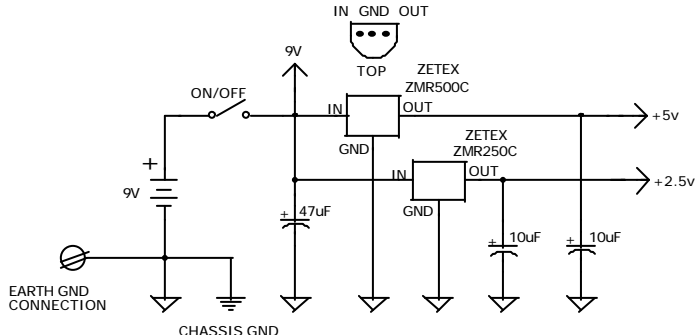 IN GND OUT
TOP
9V
ON/OFF
ZETEX
ZMR500C
IN
OUT
+5v
GND
ZETEX
ZMR250C
IN
OUT
+2.5v
GND
+
9V
+
47uF
+
10uF
+
10uF
EARTH GND
CONNECTION
CHASSIS GND